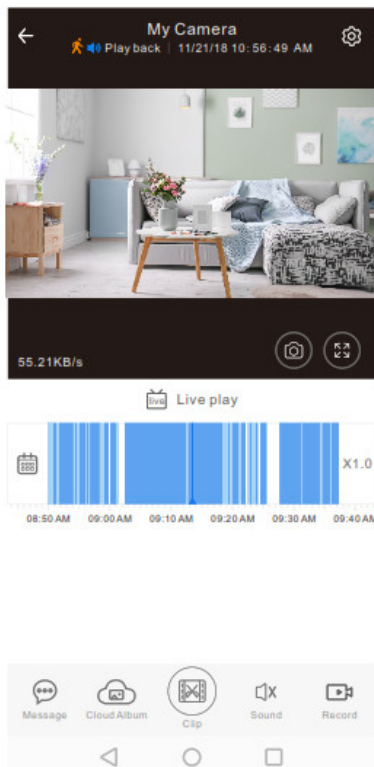 My Camera
Play back | 11/21/18 10:56:49 AM
55.21KB/s
live Live play
X1.0
08:50 AM 09:00 AM 09:10 AM 09:20 AM 09:30 AM 09:40 AM
Message Cloud Album Clip Sound Record